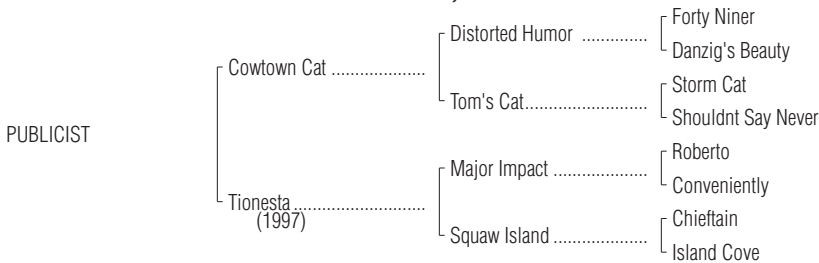 Forty Niner
Distorted Humor ..............
Danzig's Beauty
Cowtown Cat ....................
Storm Cat
Tom's Cat..........................
Shouldnt Say Never
PUBLICIST
Roberto
Major Impact ....................
Conveniently
Tionesta............................
(1997)
Chieftain
Squaw Island ....................
Island Cove